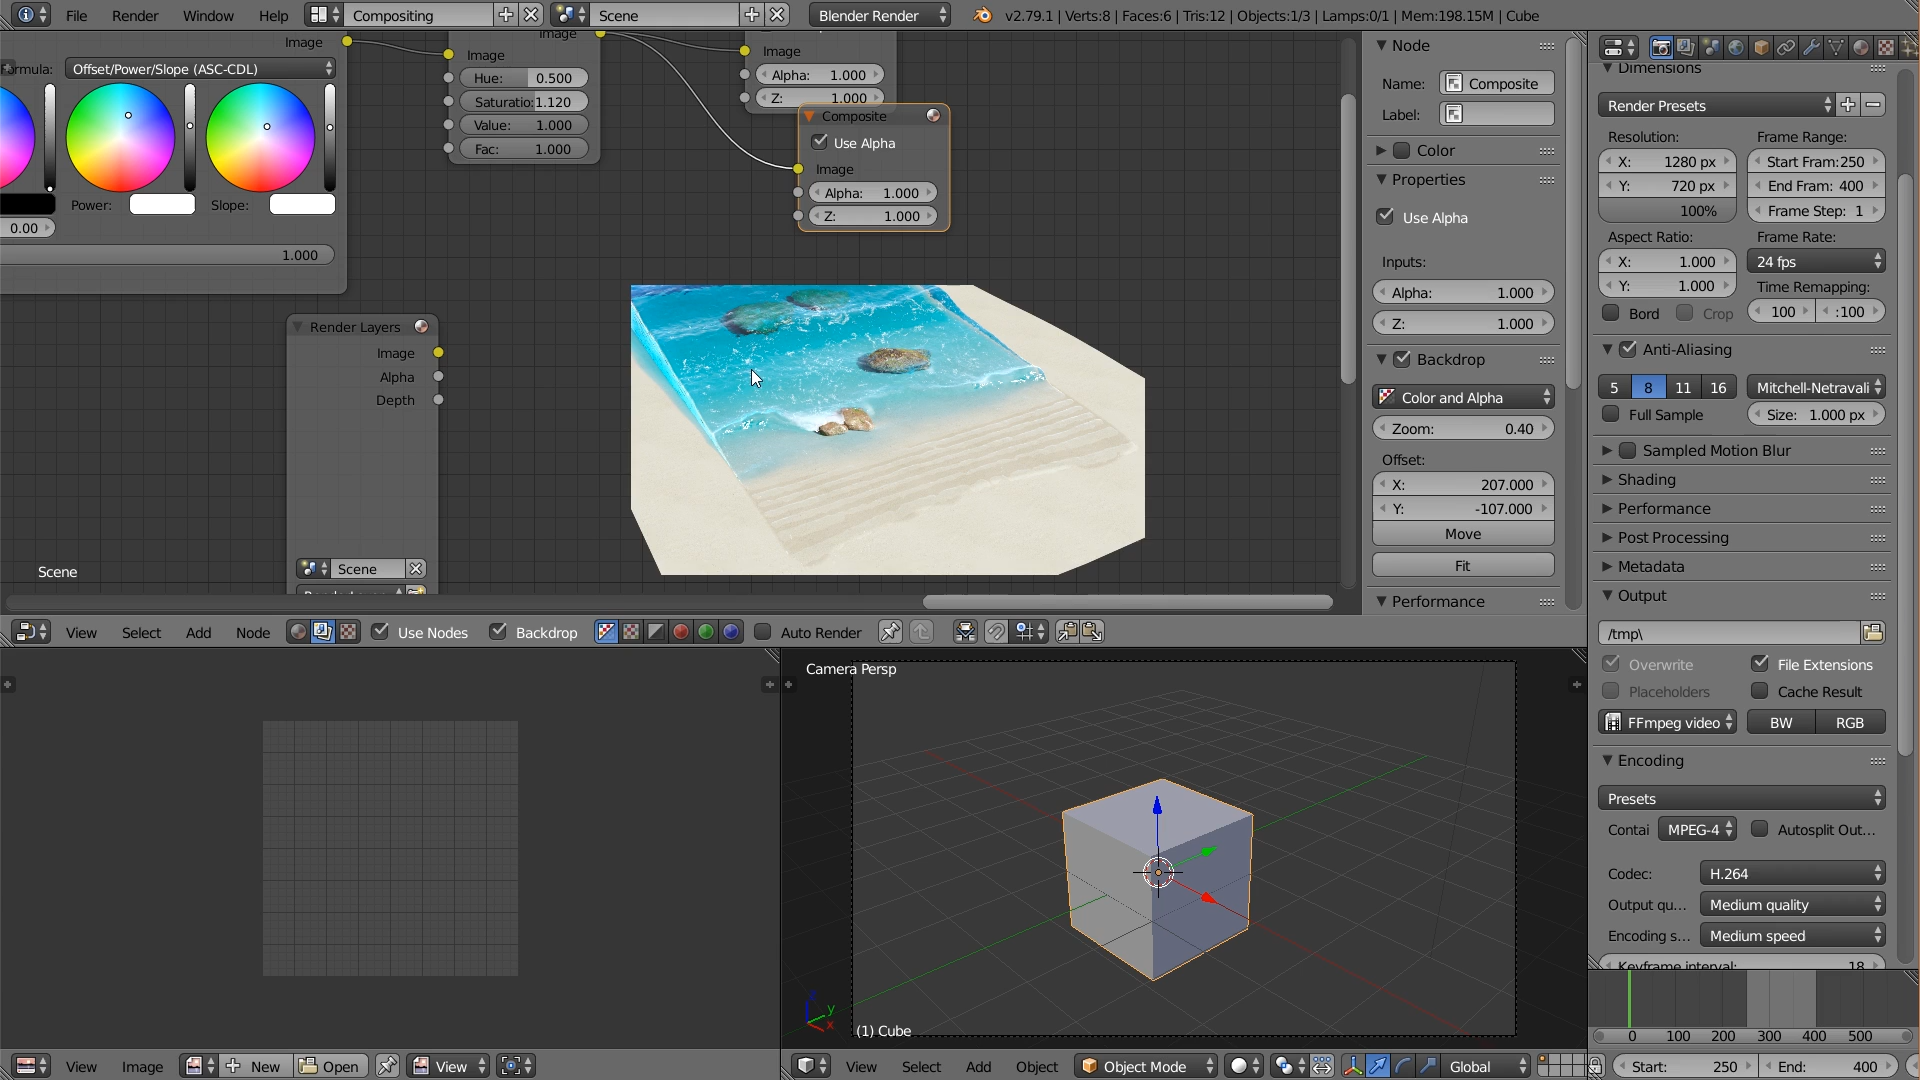 File Render Window Help Compositing Scene Blender Render v2.79.1 | Verts:8 | Faces:6 | Tris:12 | Objects:1/3 | Lamps:0/1 | Mem:198.15M | Cube
Image
Offset/Power/Slope (ASC-CDL)
Power: Slope:
0.00
1.000
Image
Image
Hue: 0.500
Saturatio: 1.120
Value: 1.000
Fac: 1.000
Image
Alpha: 1.000
Z: 1.000
Composite
Use Alpha
Image
Alpha: 1.000
Z: 1.000
Render Layers
Image
Alpha
Depth
Scene
Scene
Node
Name: Composite
Label:
Color
Properties
Use Alpha
Inputs:
Alpha: 1.000
Z: 1.000
Backdrop
Color and Alpha
Zoom: 0.40
Offset:
X: 207.000
Y: -107.000
Move
Fit
Performance
Dimensions
Render Presets
Resolution: Frame Range:
X: 1280 px Start Fram:250
Y: 720 px End Fram: 400
100% Frame Step: 1
Aspect Ratio: Frame Rate:
X: 1.000 24 fps
Y: 1.000 Time Remapping:
Bord Crop 100 :100
Anti-Aliasing
5 8 11 16 Mitchell-Netravali
Full Sample Size: 1.000 px
Sampled Motion Blur
Shading
Performance
Post Processing
Metadata
Output
/tmp\
Overwrite File Extensions
Placeholders Cache Result
FFmpeg video BW RGB
Encoding
Presets
Contai MPEG-4 Autosplit Out...
Codec: H.264
Output qu... Medium quality
Encoding s... Medium speed
Keyframe interval: 18
View Select Add Node Use Nodes Backdrop Auto Render
Camera Persp
z
y
x
(1) Cube
0 100 200 300 400 500
View Image New Open View
View Select Add Object Object Mode Global
Start: 250 End: 400